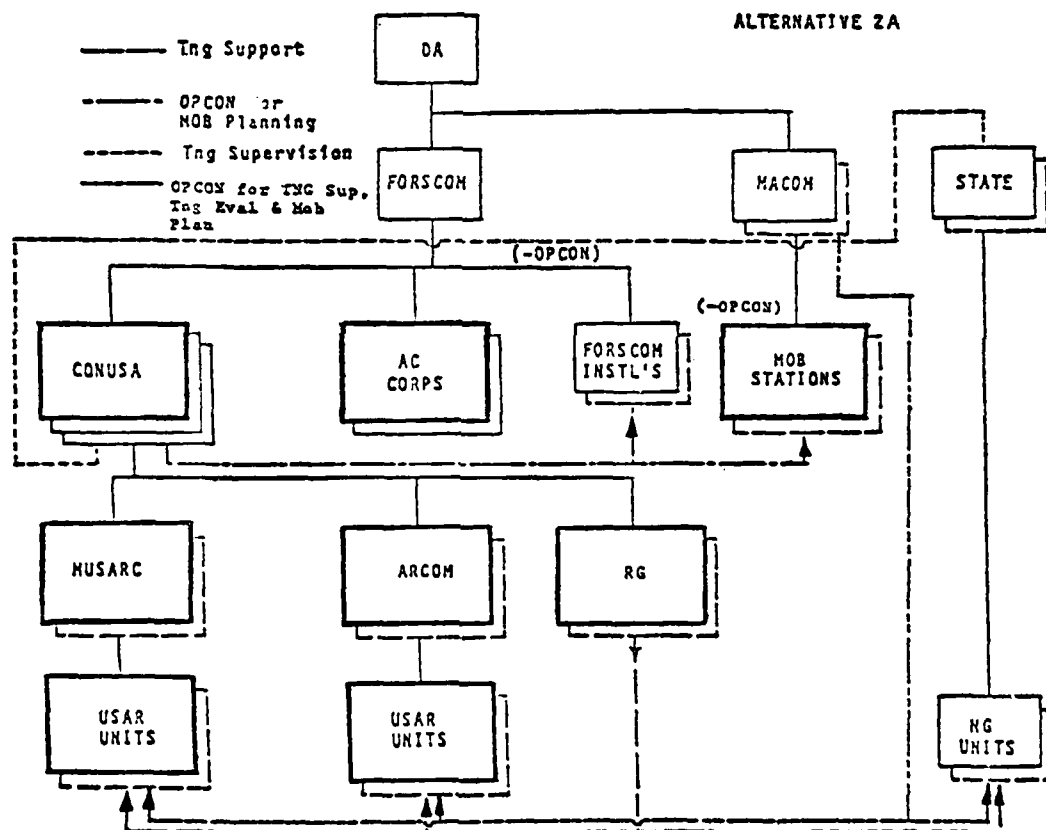 ALTERNATIVE 2A
Tng Support
OPCON for
MOB Planning
Tng Supervision
OPCON for TNG Sup,
Tng Eval & Mob
Plan
DA
FORSCOM
MACOM
STATE
(-OPCON)
(-OPCON)
CONUSA
AC
CORPS
FORSCOM
INSTL'S
MOB
STATIONS
MUSARC
ARCOM
RG
USAR
UNITS
USAR
UNITS
NG
UNITS